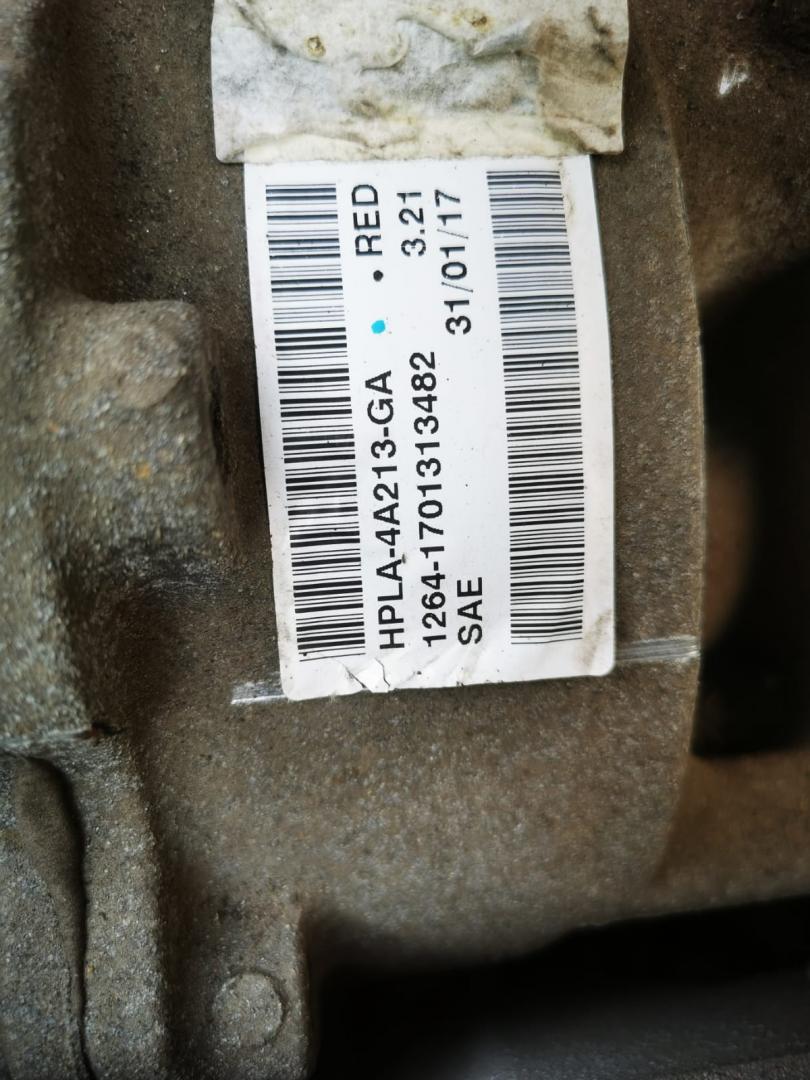 HPLA-4A213-GA • RED
1264-1701313482 3.21
SAE 31/01/17